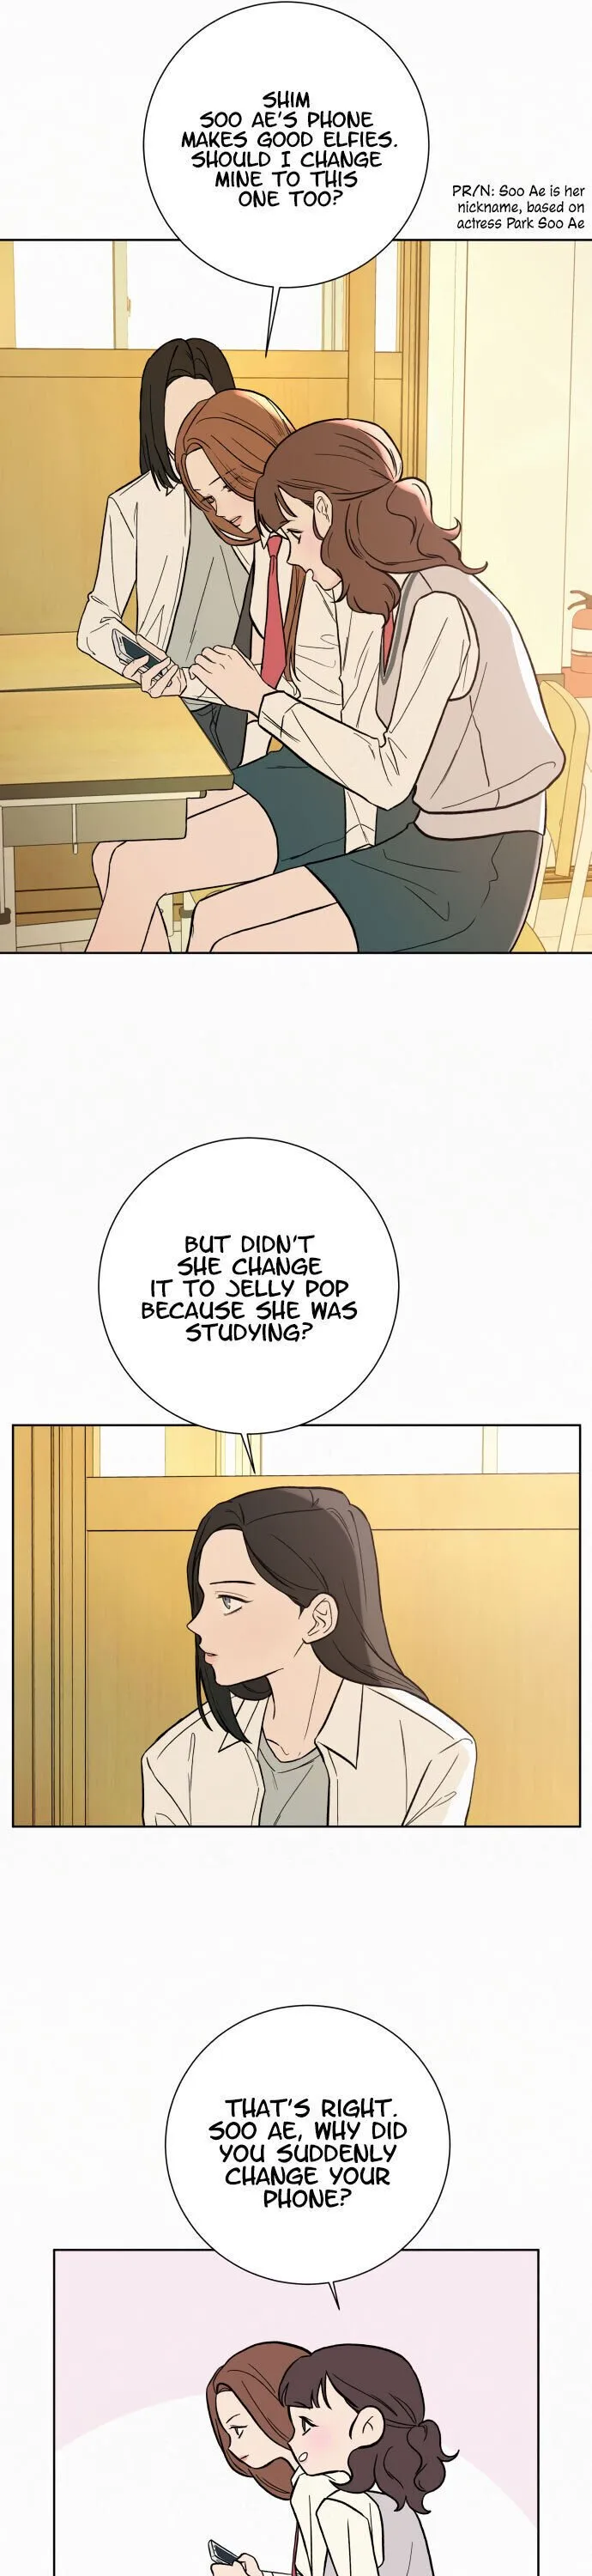 SHIM
SOO AE'S PHONE
MAKES GOOD ELFIES.
SHOULD I CHANGE
MINE TO THIS
ONE TOO?
PR/N: Soo Ae is her
nickname, based on
actress Park Soo Ae
BUT DIDN'T
SHE CHANGE
IT TO JELLY POP
BECAUSE SHE WAS
STUDYING?
THAT'S RIGHT.
SOO AE, WHY DID
YOU SUDDENLY
CHANGE YOUR
PHONE?